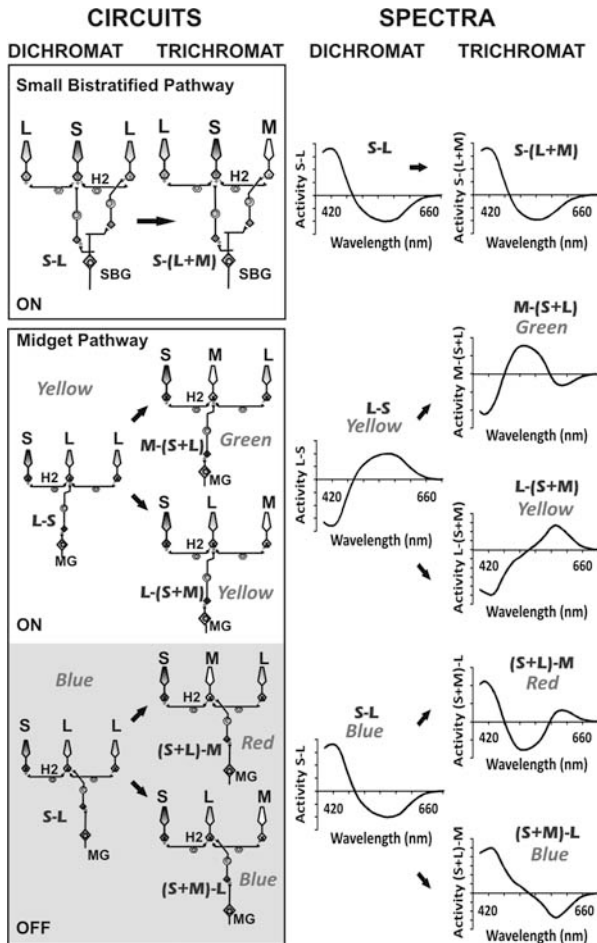 CIRCUITS
DICHROMAT TRICHROMAT
Small Bistratified Pathway
L S L L S M
H2 H2
S-L S-(L+M)
SBG SBG
ON
Midget Pathway
S M L
Yellow
H2
S L L
M-(S+L) Green
MG
H2
S L M
L-S
H2
MG
L-(S+M) Yellow
MG
ON
S M L
Blue
H2
S L L
(S+L)-M Red
MG
H2
S L M
S-L
H2
MG
(S+M)-L Blue
MG
OFF
SPECTRA
DICHROMAT TRICHROMAT
S-L S-(L+M)
Activity S-L
420 660
Wavelength (nm)
Activity S-(L+M)
420 660
Wavelength (nm)
M-(S+L)
Green
Activity M-(S+L)
420 660
Wavelength (nm)
L-S
Yellow
Activity L-S
420 660
Wavelength (nm)
L-(S+M)
Yellow
Activity L-(S+M)
420 660
Wavelength (nm)
(S+L)-M
Red
Activity (S+M)-L
420 660
Wavelength (nm)
S-L
Blue
Activity S-L
420 660
Wavelength (nm)
(S+M)-L
Blue
Activity (S+L)-M
420 660
Wavelength (nm)